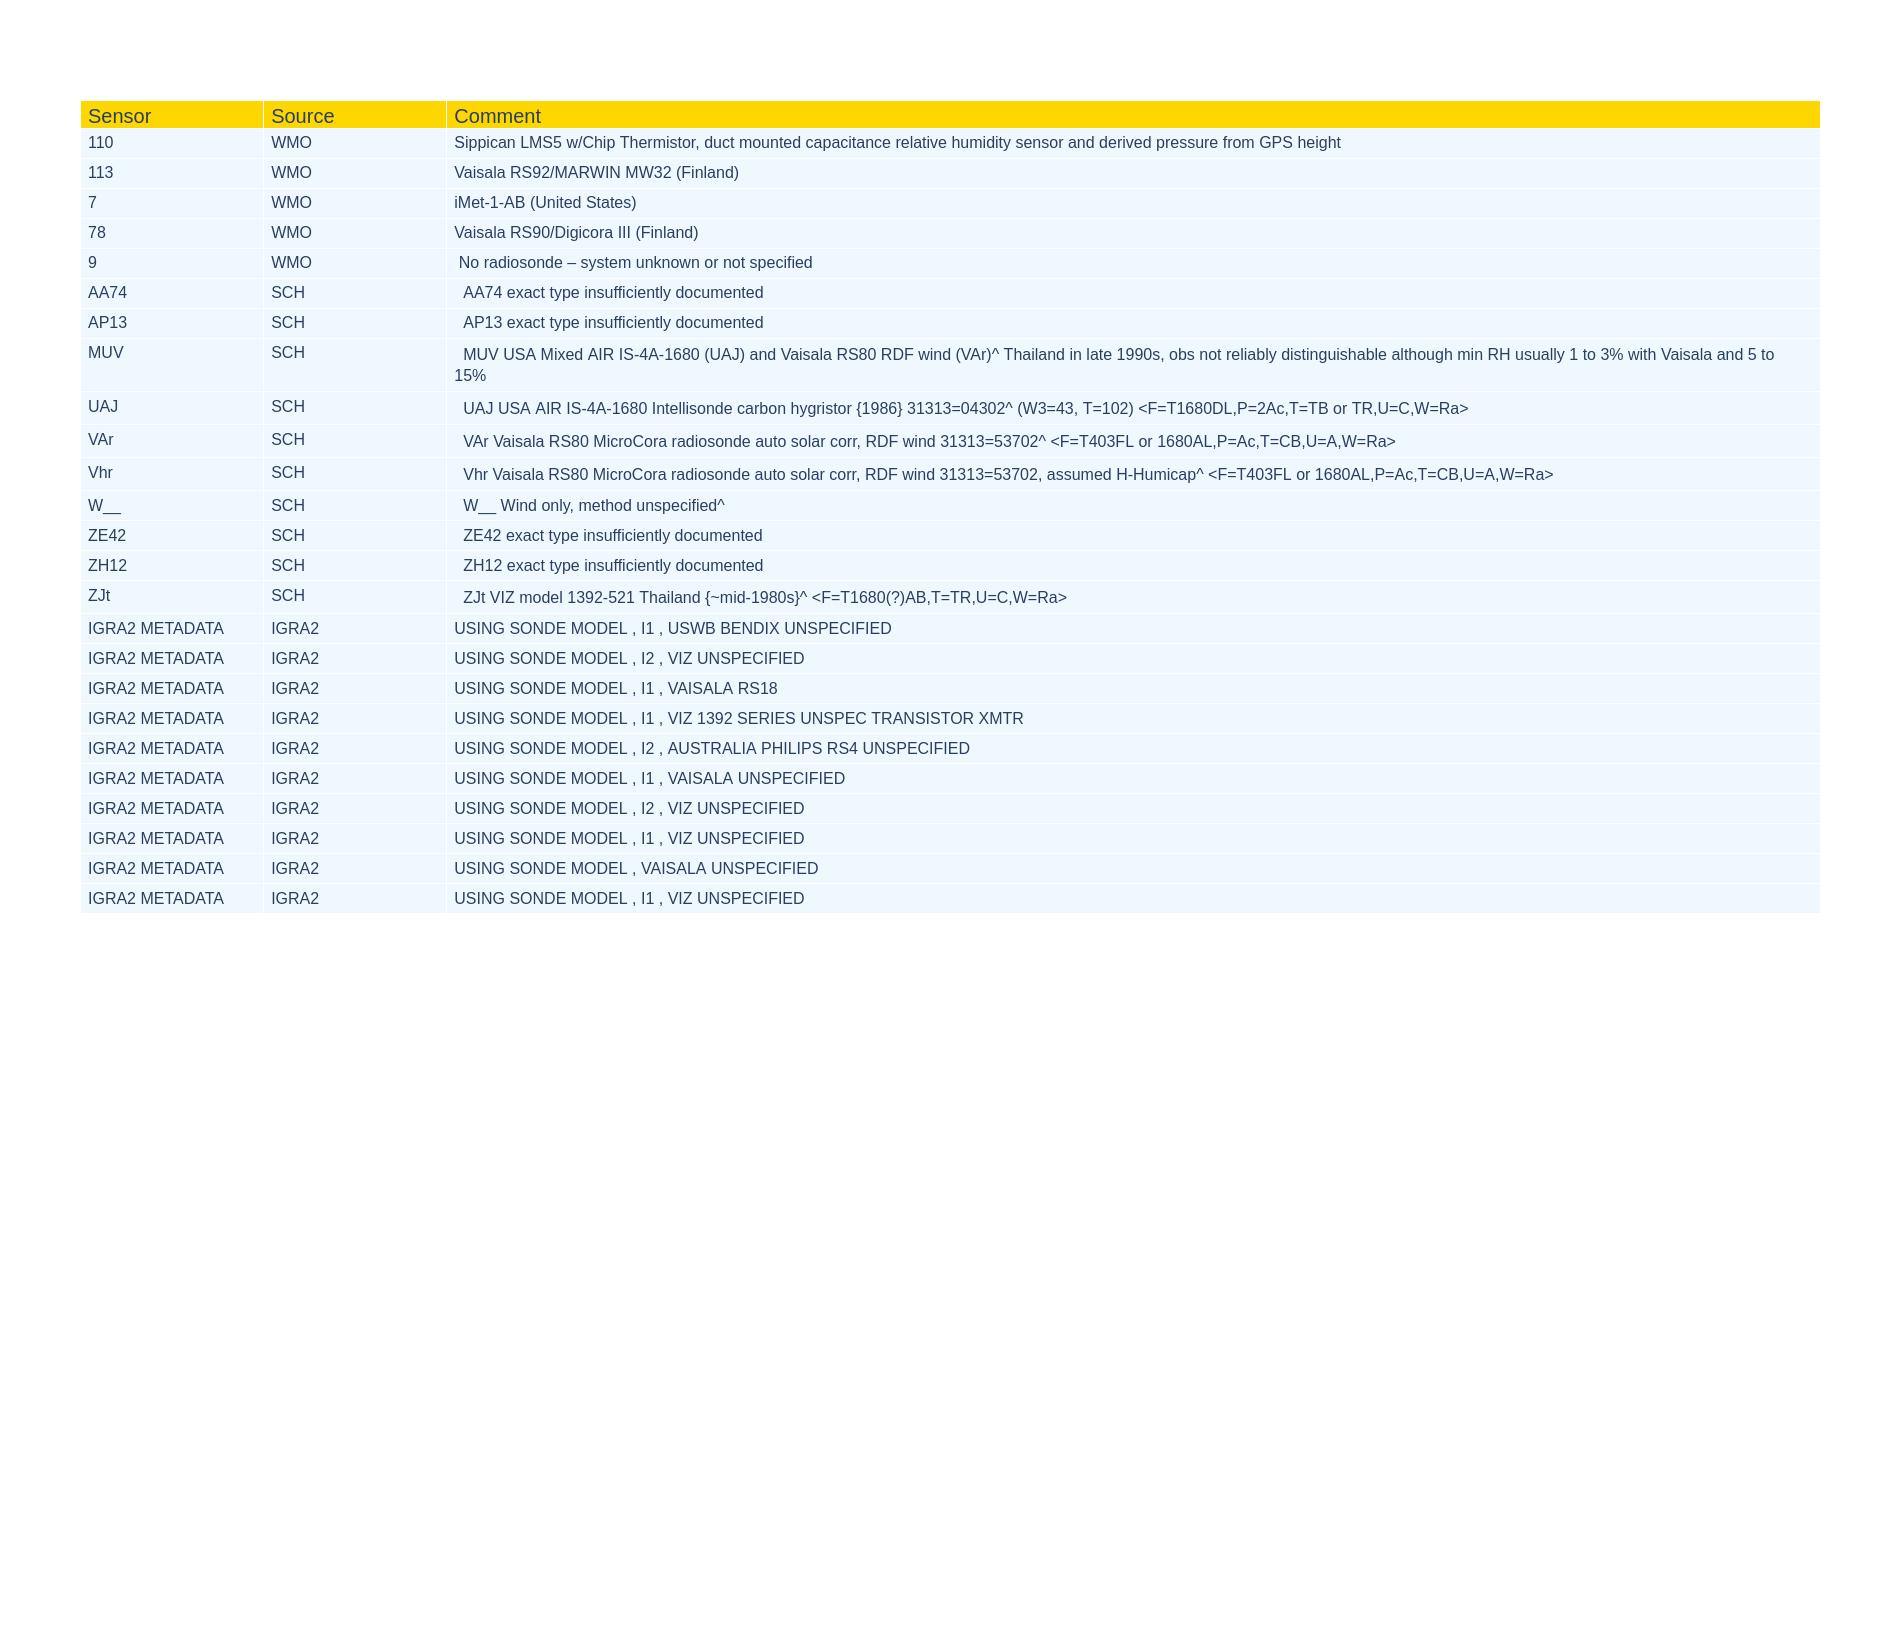 Sensor Source Comment
110 WMO Sippican LMS5 w/Chip Thermistor, duct mounted capacitance relative humidity sensor and derived pressure from GPS height
113 WMO Vaisala RS92/MARWIN MW32 (Finland)
7 WMO iMet-1-AB (United States)
78 WMO Vaisala RS90/Digicora III (Finland)
9 WMO No radiosonde – system unknown or not specified
AA74 SCH AA74 exact type insufficiently documented
AP13 SCH AP13 exact type insufficiently documented
MUV SCH MUV USA Mixed AIR IS-4A-1680 (UAJ) and Vaisala RS80 RDF wind (VAr)^ Thailand in late 1990s, obs not reliably distinguishable although min RH usually 1 to 3% with Vaisala and 5 to
15%
UAJ SCH UAJ USA AIR IS-4A-1680 Intellisonde carbon hygristor {1986} 31313=04302^ (W3=43, T=102) <F=T1680DL,P=2Ac,T=TB or TR,U=C,W=Ra>
VAr SCH VAr Vaisala RS80 MicroCora radiosonde auto solar corr, RDF wind 31313=53702^ <F=T403FL or 1680AL,P=Ac,T=CB,U=A,W=Ra>
Vhr SCH Vhr Vaisala RS80 MicroCora radiosonde auto solar corr, RDF wind 31313=53702, assumed H-Humicap^ <F=T403FL or 1680AL,P=Ac,T=CB,U=A,W=Ra>
W__ SCH W__ Wind only, method unspecified^
ZE42 SCH ZE42 exact type insufficiently documented
ZH12 SCH ZH12 exact type insufficiently documented
ZJt SCH ZJt VIZ model 1392-521 Thailand {~mid-1980s}^ <F=T1680(?)AB,T=TR,U=C,W=Ra>
IGRA2 METADATA IGRA2 USING SONDE MODEL , I1 , USWB BENDIX UNSPECIFIED
IGRA2 METADATA IGRA2 USING SONDE MODEL , I2 , VIZ UNSPECIFIED
IGRA2 METADATA IGRA2 USING SONDE MODEL , I1 , VAISALA RS18
IGRA2 METADATA IGRA2 USING SONDE MODEL , I1 , VIZ 1392 SERIES UNSPEC TRANSISTOR XMTR
IGRA2 METADATA IGRA2 USING SONDE MODEL , I2 , AUSTRALIA PHILIPS RS4 UNSPECIFIED
IGRA2 METADATA IGRA2 USING SONDE MODEL , I1 , VAISALA UNSPECIFIED
IGRA2 METADATA IGRA2 USING SONDE MODEL , I2 , VIZ UNSPECIFIED
IGRA2 METADATA IGRA2 USING SONDE MODEL , I1 , VIZ UNSPECIFIED
IGRA2 METADATA IGRA2 USING SONDE MODEL , VAISALA UNSPECIFIED
IGRA2 METADATA IGRA2 USING SONDE MODEL , I1 , VIZ UNSPECIFIED